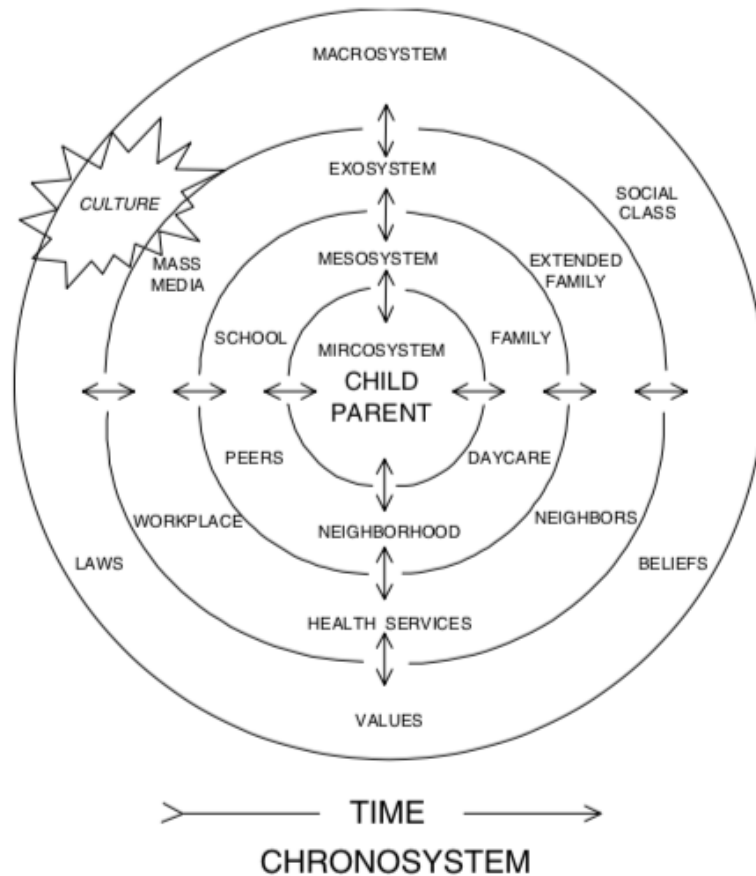 MACROSYSTEM
EXOSYSTEM
CULTURE
SOCIAL
CLASS
MASS
MEDIA
MESOSYSTEM
EXTENDED
FAMILY
SCHOOL
MIRCOSYSTEM
FAMILY
CHILD
PARENT
PEERS
DAYCARE
WORKPLACE
NEIGHBORHOOD
NEIGHBORS
LAWS
BELIEFS
HEALTH SERVICES
VALUES
TIME
CHRONOSYSTEM